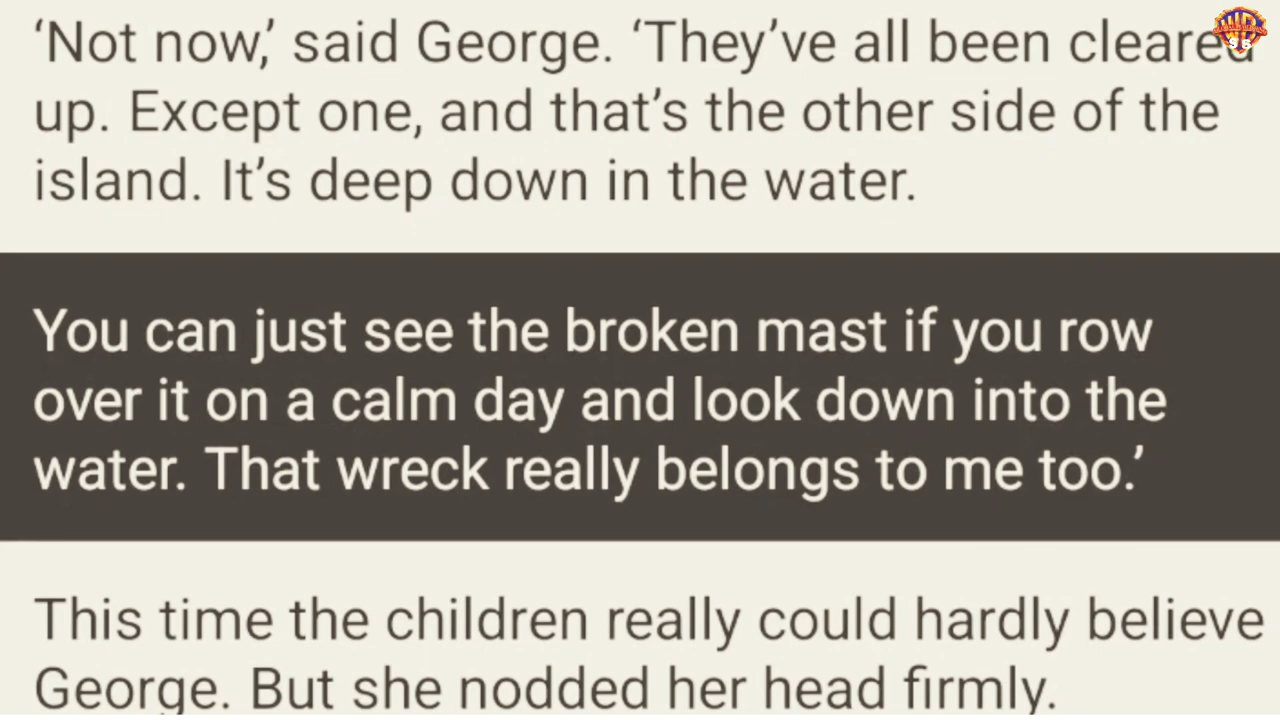 ‘Not now,’ said George. ‘They’ve all been cleared
up. Except one, and that’s the other side of the
island. It’s deep down in the water.
You can just see the broken mast if you row
over it on a calm day and look down into the
water. That wreck really belongs to me too.’
This time the children really could hardly believe
George. But she nodded her head firmly.